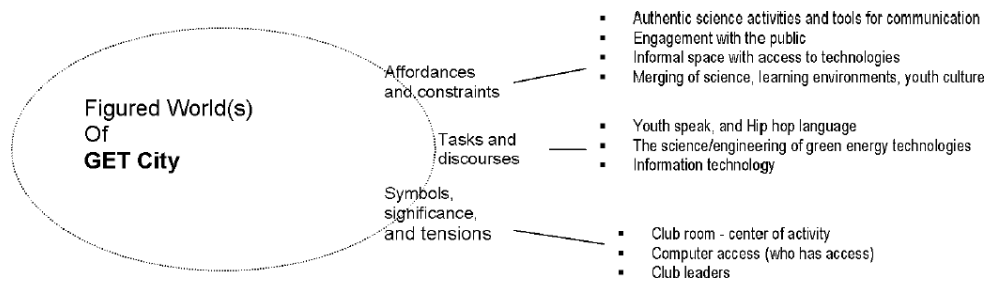 Figured World(s)
Of
GET City
Affordances
and constraints
▪ Authentic science activities and tools for communication
▪ Engagement with the public
▪ Informal space with access to technologies
▪ Merging of science, learning environments, youth culture
Tasks and
discourses
▪ Youth speak, and Hip hop language
▪ The science/engineering of green energy technologies
▪ Information technology
Symbols,
significance,
and tensions
▪ Club room - center of activity
▪ Computer access (who has access)
▪ Club leaders